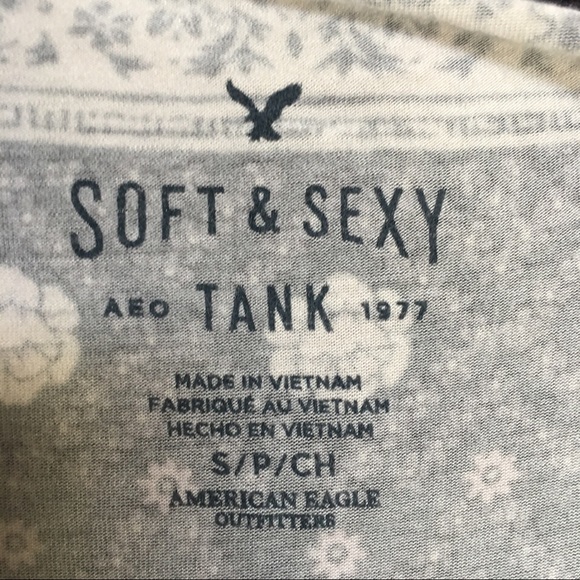 SOFT & SEXY
AEO TANK 1977
MADE IN VIETNAM
FABRIQUÉ AU VIETNAM
HECHO EN VIETNAM
S/P/CH
AMERICAN EAGLE
OUTFITTERS